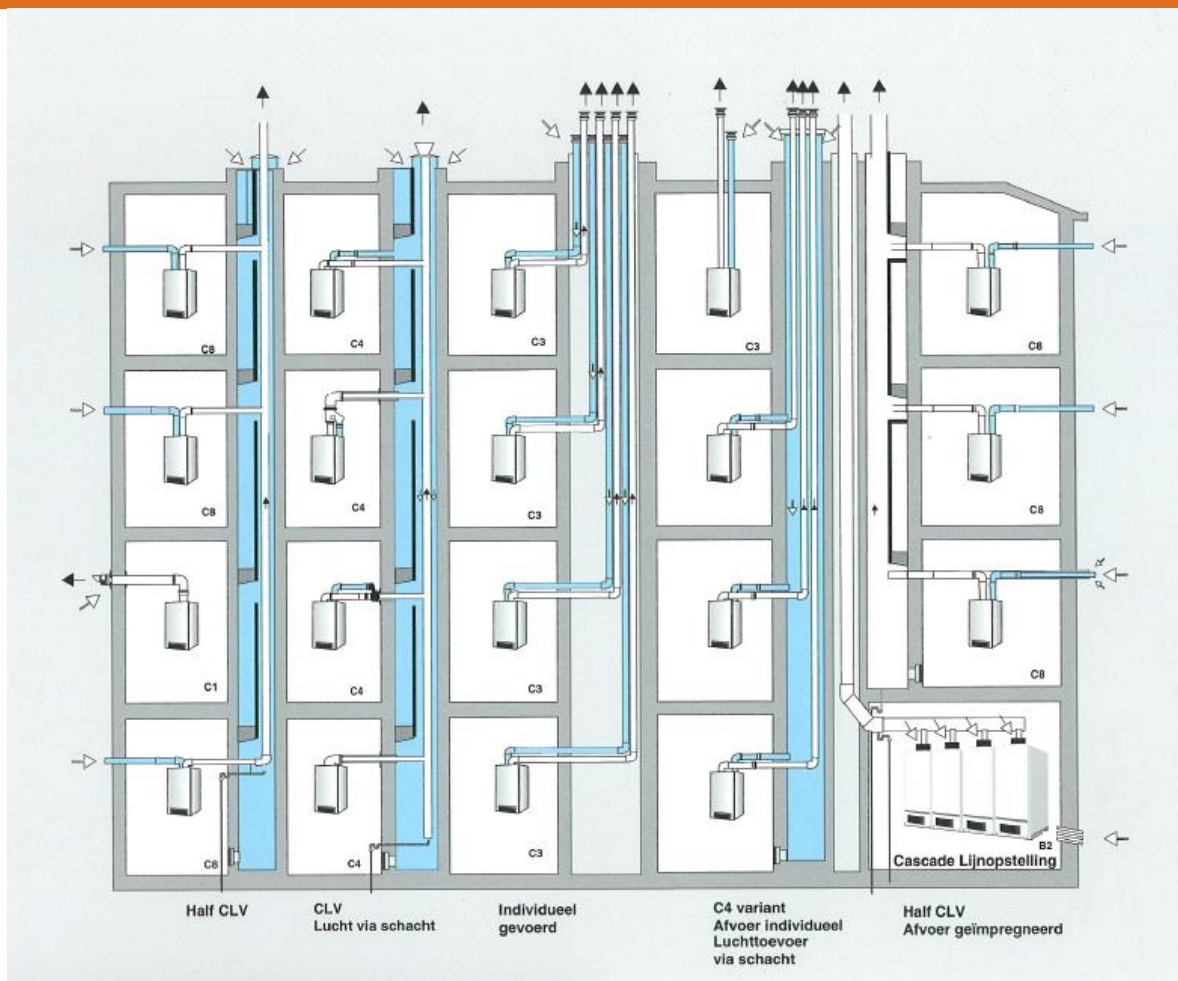 C8
C4
C3
C3
C8
C8
C4
C3
C8
C1
C4
C3
C8
C8
C4
C3
B2
Cascade Lijnopstelling
Half CLV
CLV
Lucht via schacht
Individueel
gevoerd
C4 variant
Afvoer individueel
Luchttoevoer
via schacht
Half CLV
Afvoer geïmpregneerd